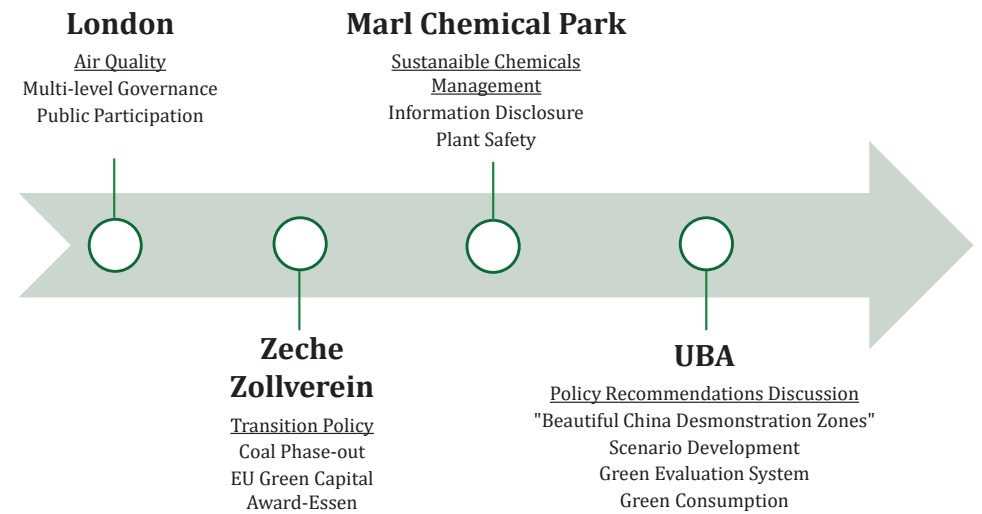 London
Air Quality
Multi-level Governance
Public Participation
Zeche
Zollverein
Transition Policy
Coal Phase-out
EU Green Capital
Award-Essen
Marl Chemical Park
Sustanaible Chemicals
Management
Information Disclosure
Plant Safety
UBA
Policy Recommendations Discussion
"Beautiful China Desmonstration Zones"
Scenario Development
Green Evaluation System
Green Consumption